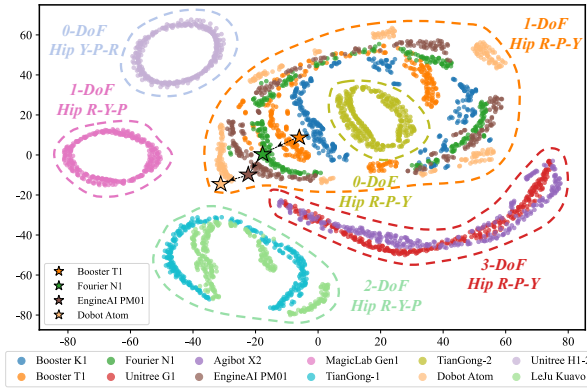 0-DoF
Hip Y-P-R
1-DoF
Hip R-P-Y
1-DoF
Hip R-Y-P
0-DoF
Hip R-P-Y
3-DoF
Hip R-P-Y
2-DoF
Hip R-Y-P
60
40
20
0
-20
-40
-60
-80
Booster T1
Fourier N1
EngineAI PM01
Dobot Atom
-80 -60 -40 -20 0 20 40 60 80
Booster K1 Fourier N1 Agibot X2 MagicLab Gen1 TianGong-2 Unitree H1-2
Booster T1 Unitree G1 EngineAI PM01 TianGong-1 Dobot Atom LeJu Kuavo